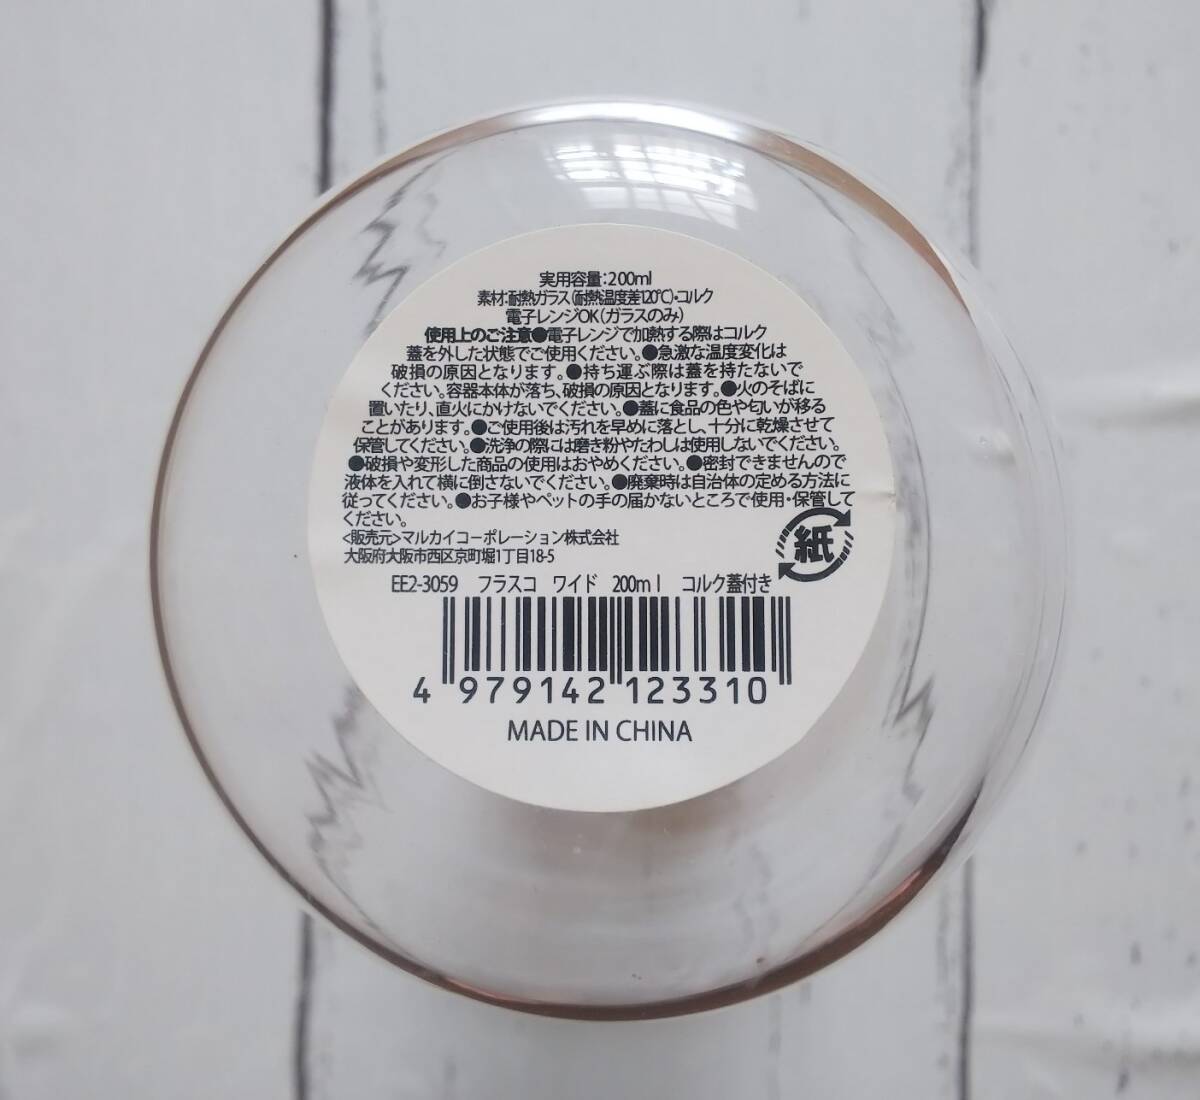 実用容量:200ml
素材:耐熱ガラス(耐熱温度差120℃)・コルク
電子レンジOK(ガラスのみ)
使用上のご注意●電子レンジで加熱する際はコルク
蓋を外した状態でご使用ください。●急激な温度変化は
破損の原因となります。●持ち運ぶ際は蓋を持たないで
ください。容器本体が落ち、破損の原因となります。●火のそばに
置いたり、直火にかけないでください。●蓋に食品の色や匂いが移る
ことがあります。●ご使用後は汚れを早めに落とし、十分に乾燥させて
保管してください。●洗浄の際には磨き粉やたわしは使用しないでください。
●破損や変形した商品の使用はおやめください。●密封できませんので
液体を入れて横に倒さないでください。●廃棄時は自治体の定める方法に
従ってください。●お子様やペットの手の届かないところで使用・保管して
ください。
<販売元>マルカイコーポレーション株式会社
大阪府大阪市西区京町堀1丁目18-5
紙
EE2-3059 フラスコ ワイド 200ml コルク蓋付き
4 979142 123310
MADE IN CHINA